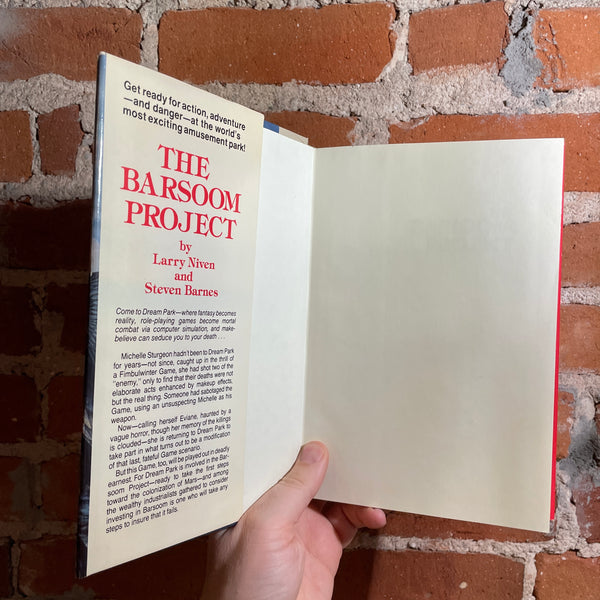 Get ready for action, adventure
—and danger—at the world's
most exciting amusement park!
THE
BARSOOM
PROJECT
by
Larry Niven
and
Steven Barnes
Come to Dream Park—where fantasy becomes
reality, role-playing games become mortal
combat via computer simulation, and make-
believe can seduce you to your death . . .
Michelle Sturgeon hadn't been to Dream Park
for years—not since, caught up in the thrill of
a Fimbulwinter Game, she had shot two of the
"enemy," only to find that their deaths were not
elaborate acts enhanced by makeup effects,
but the real thing. Someone had sabotaged the
Game, using an unsuspecting Michelle as his
weapon.
Now—calling herself Eviane, haunted by a
vague horror, though her memory of the killings
is clouded—she is returning to Dream Park to
take part in what turns out to be a modification
of that last, fateful Game scenario.
But this Game, too, will be played out in deadly
earnest. For Dream Park is involved in the Bar-
soom Project—ready to take the first steps
toward the colonization of Mars—and among
the wealthy industrialists gathered to consider
investing in Barsoom is one who will take any
steps to insure that it fails.